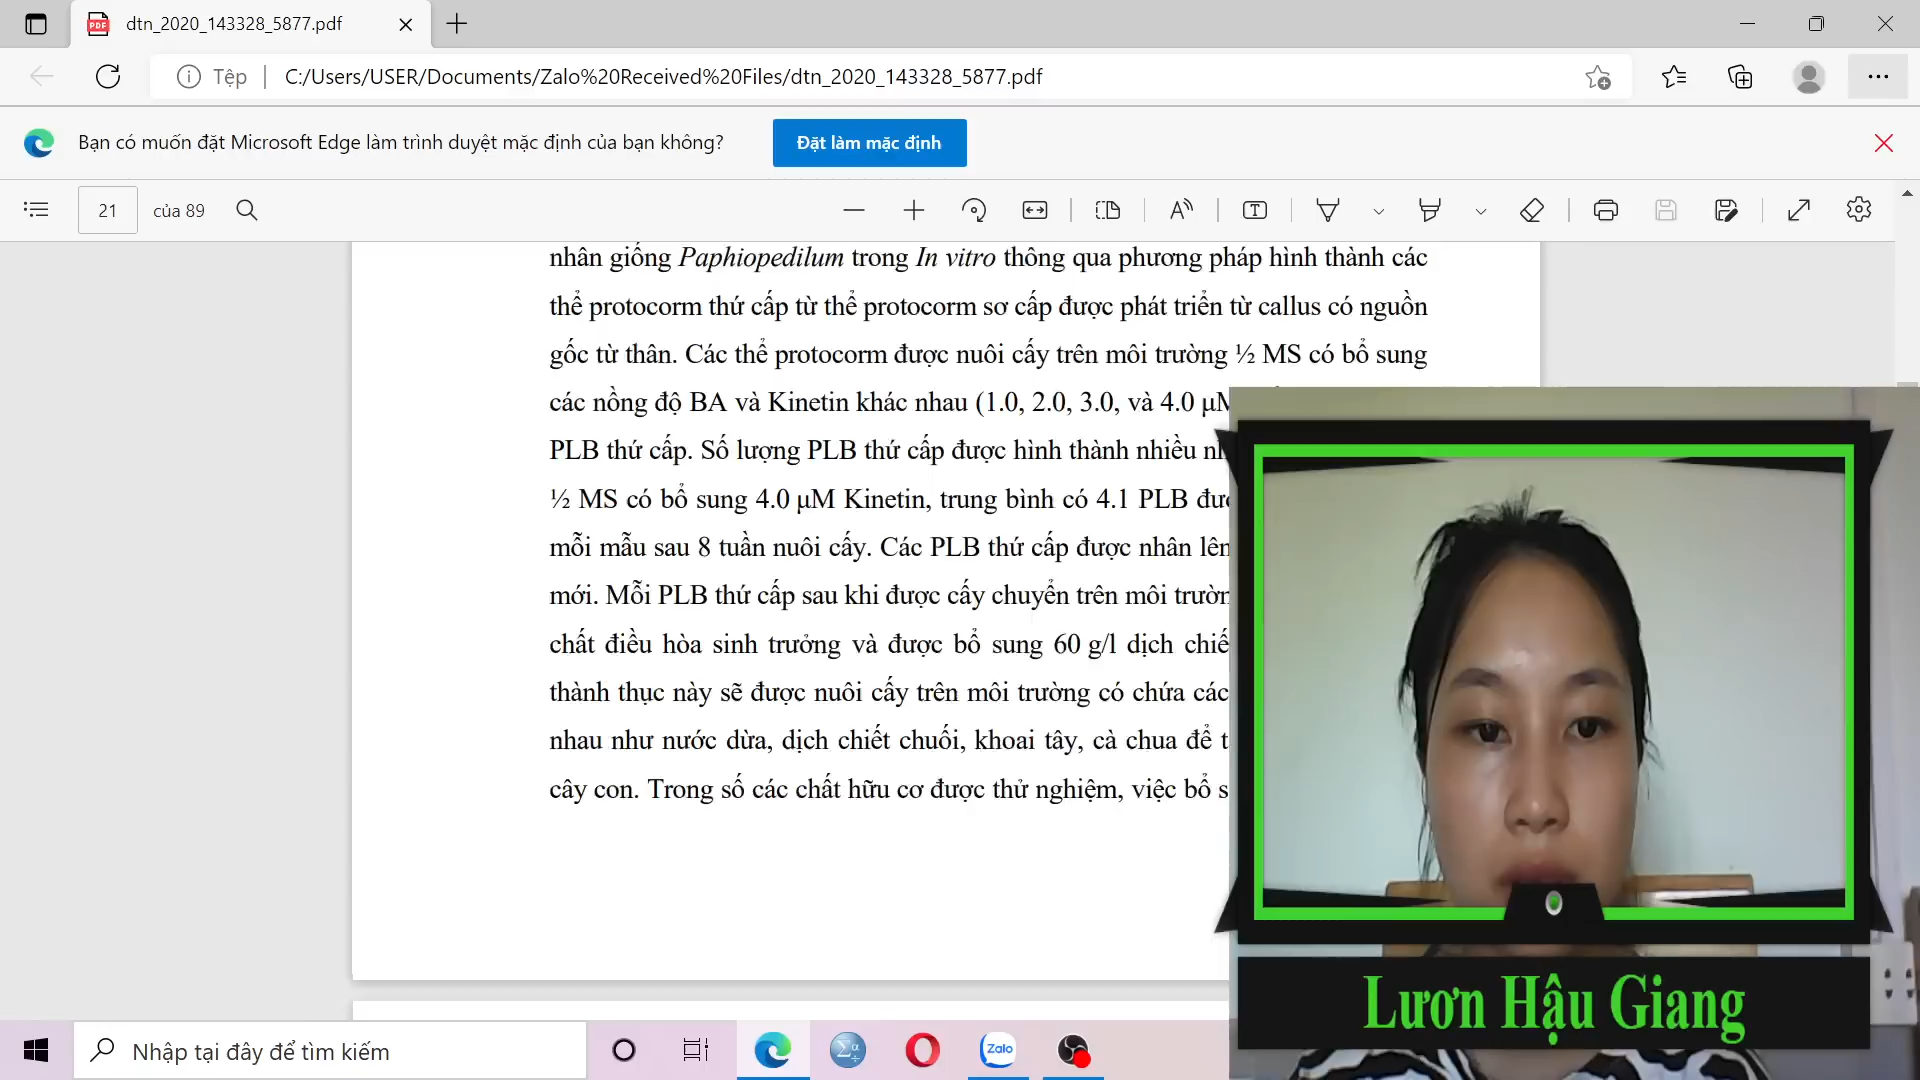 dtn_2020_143328_5877.pdf
Tệp
C:/Users/USER/Documents/Zalo%20Received%20Files/dtn_2020_143328_5877.pdf
Bạn có muốn đặt Microsoft Edge làm trình duyệt mặc định của bạn không?
Đặt làm mặc định
21 của 89
nhân giống Paphiopedilum trong In vitro thông qua phương pháp hình thành các
thể protocorm thứ cấp từ thể protocorm sơ cấp được phát triển từ callus có nguồn
gốc từ thân. Các thể protocorm được nuôi cấy trên môi trường ½ MS có bổ sung
các nồng độ BA và Kinetin khác nhau (1.0, 2.0, 3.0, và 4.0 μM
PLB thứ cấp. Số lượng PLB thứ cấp được hình thành nhiều
½ MS có bổ sung 4.0 μM Kinetin, trung bình có 4.1 PLB
mỗi mẫu sau 8 tuần nuôi cấy. Các PLB thứ cấp được nhân lên
mới. Mỗi PLB thứ cấp sau khi được cấy chuyển trên môi
chất điều hòa sinh trưởng và được bổ sung 60 g/l dịch
thành thục này sẽ được nuôi cấy trên môi trường có chứa các
nhau như nước dừa, dịch chiết chuối, khoai tây, cà chua để
cây con. Trong số các chất hữu cơ được thử nghiệm, việc bổ
Lươn Hậu Giang
Nhập tại đây để tìm kiếm
Zalo